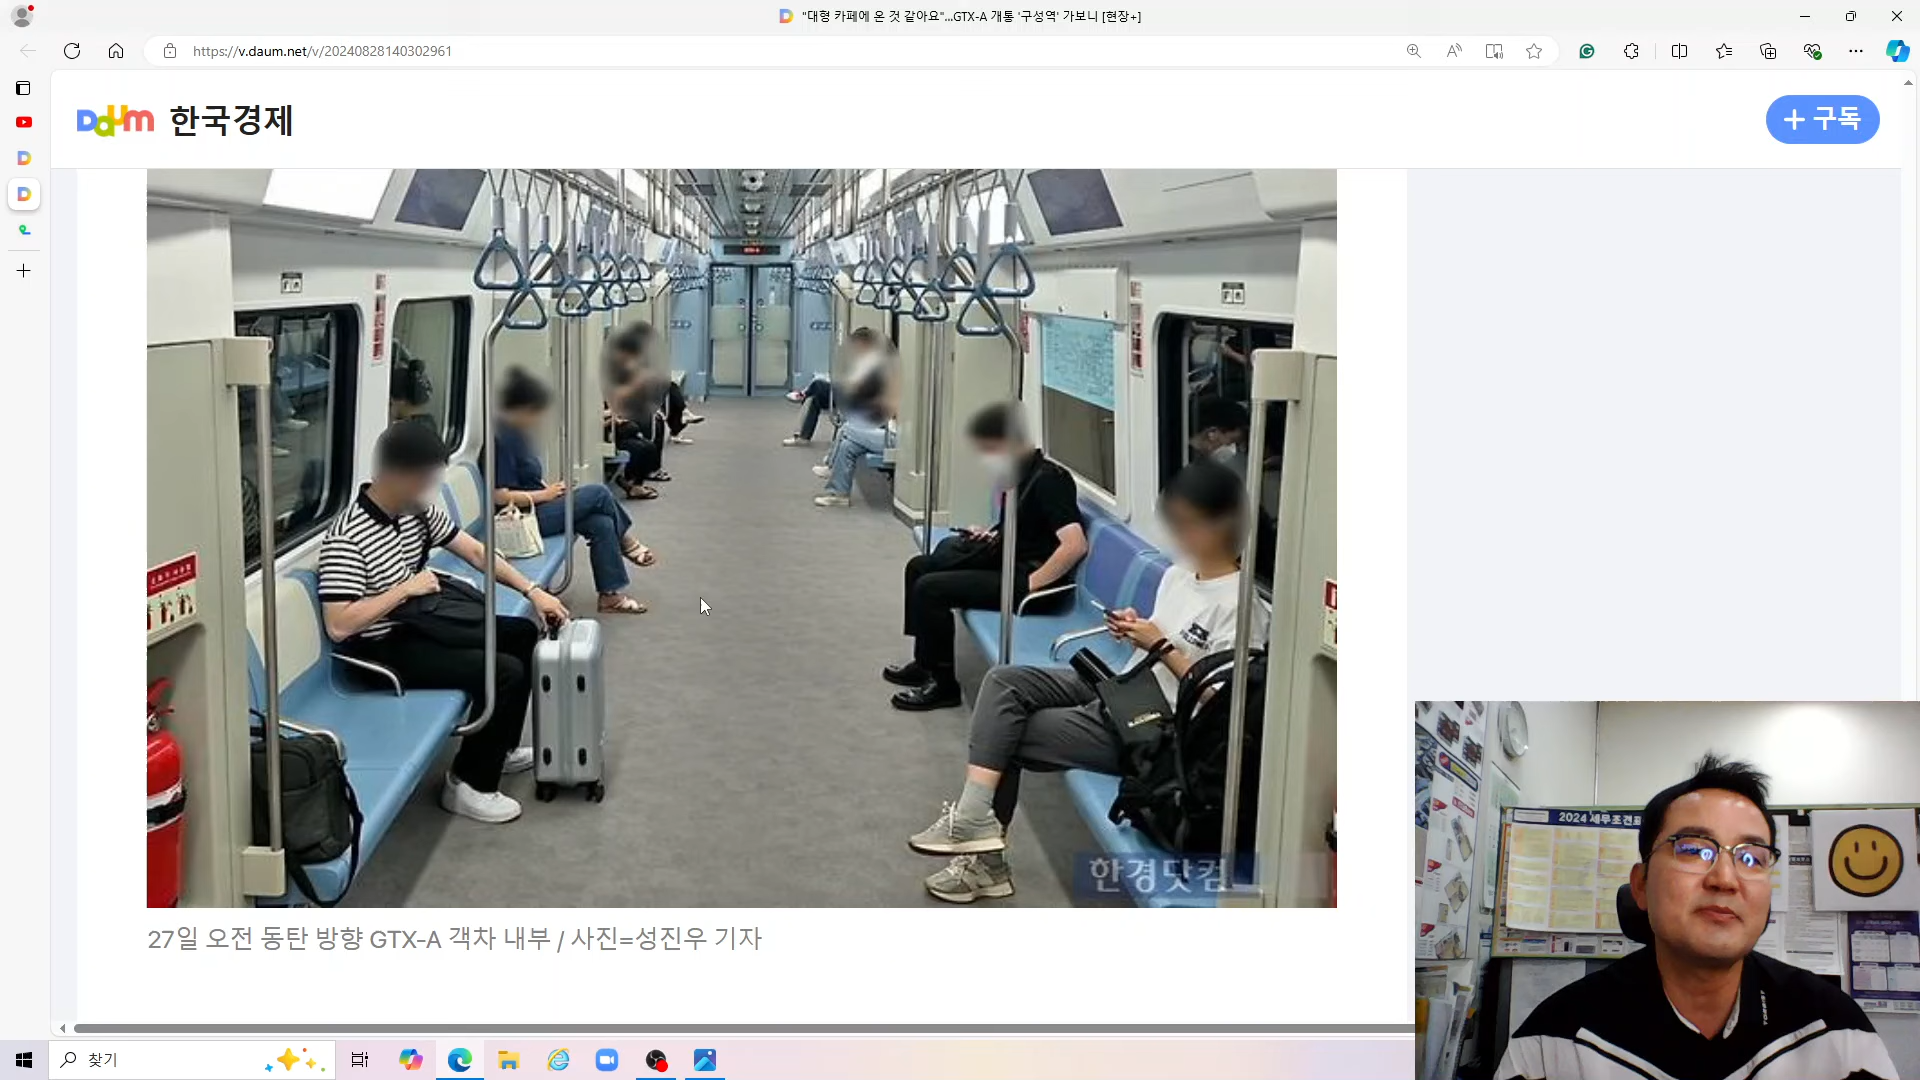 "대형 카페에 온 것 같아요"...GTX-A 개통 '구성역' 가보니 [현장+]
https://v.daum.net/v/20240828140302961
Daum 한국경제
+ 구독
한경닷컴
27일 오전 동탄 방향 GTX-A 객차 내부 / 사진=성진우 기자
2024 세무조견표
찾기